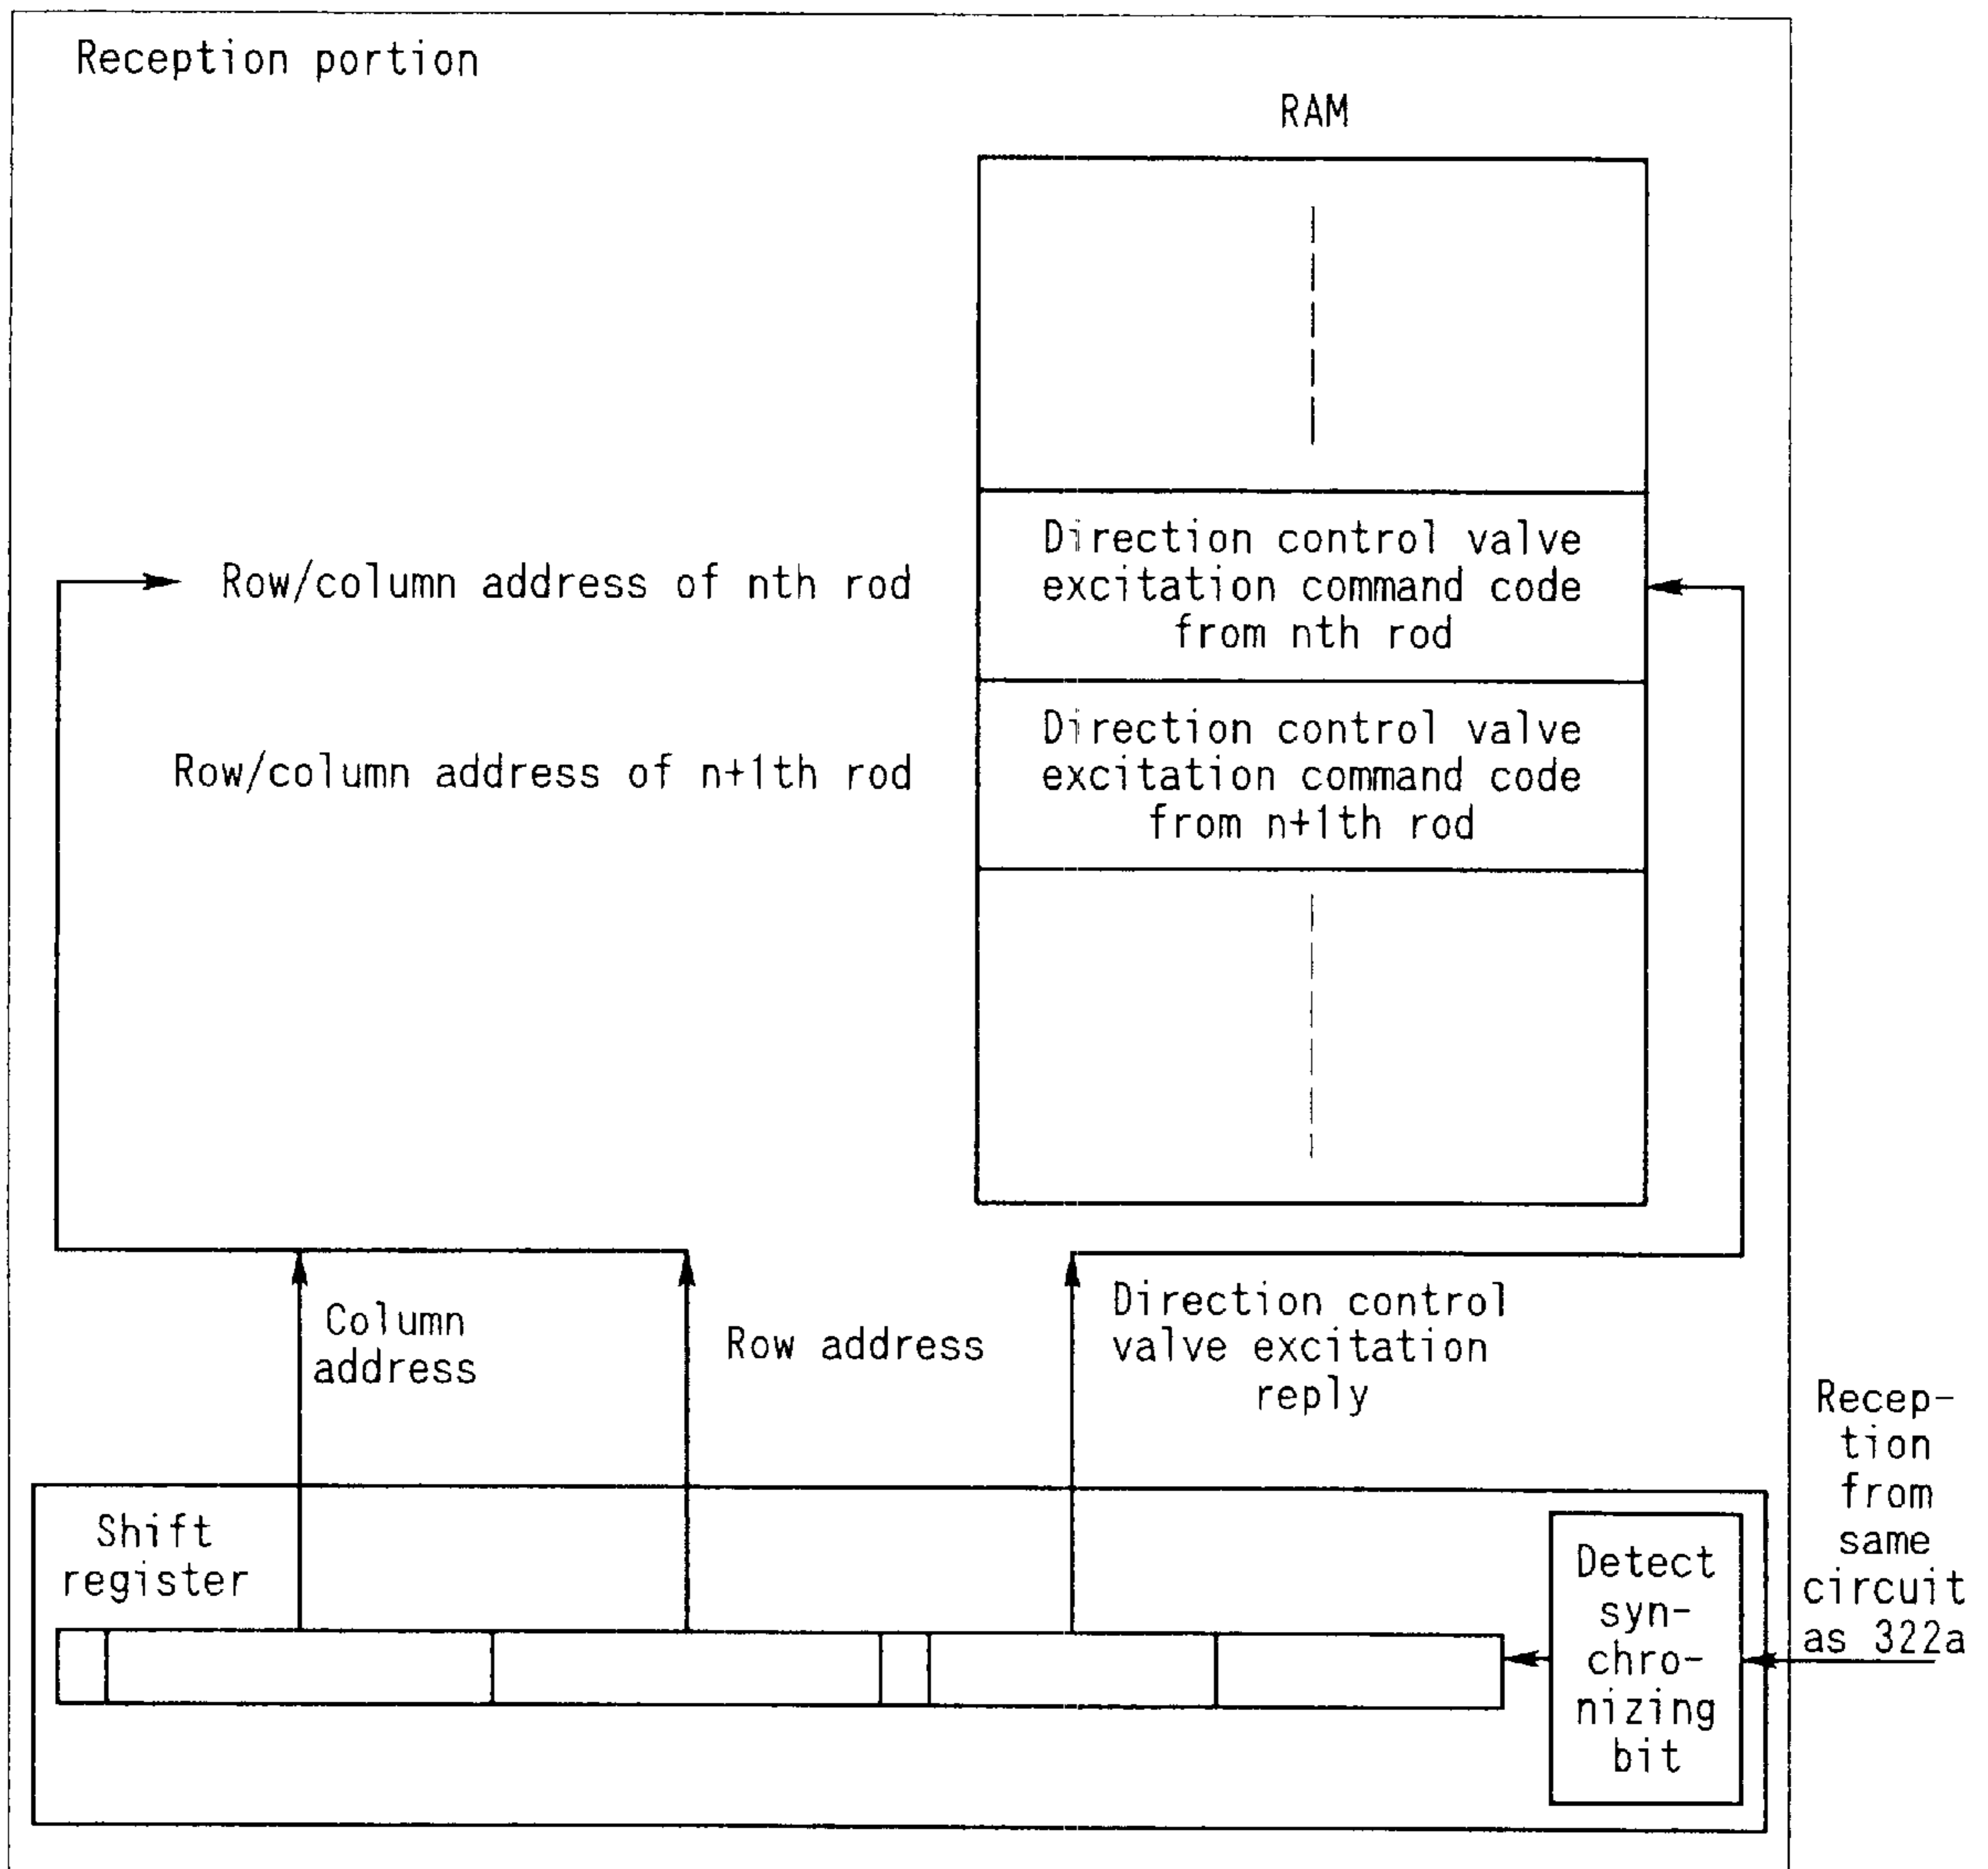 Reception portion
RAM
Row/column address of nth rod
Direction control valve
excitation command code
from nth rod
Row/column address of n+1th rod
Direction control valve
excitation command code
from n+1th rod
Column
address
Row address
Direction control
valve excitation
reply
Recep-
tion
from
same
circuit
as 322a
Shift
register
Detect
syn-
chro-
nizing
bit